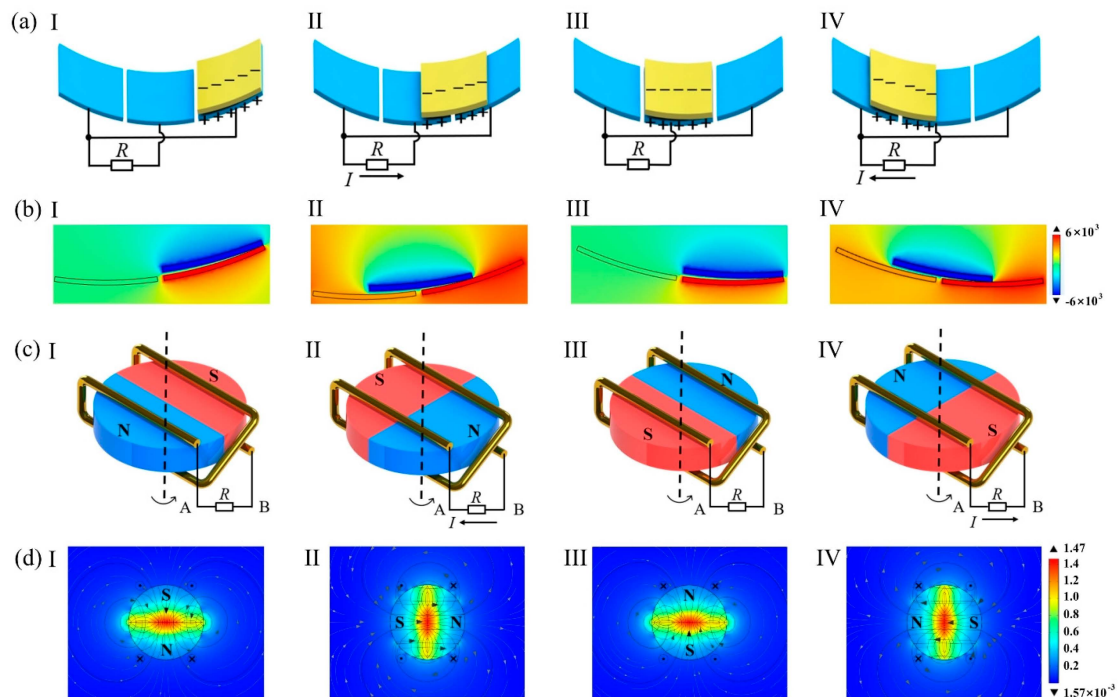 (a) I II III IV
− − − − − − − − − − − − − − − − − − − −
+ + + + + + + + + + + + + + + + + + + +
R R R R
I I
(b) I II III IV
6×10³
-6×10³
(c) I II III IV
S S N N
N N S S
R R R R
A B A B A B A B
I I
(d) I II III IV
1.47
1.4
1.2
1.0
0.8
0.6
0.4
0.2
1.57×10⁻³
S N
S N N S
N S